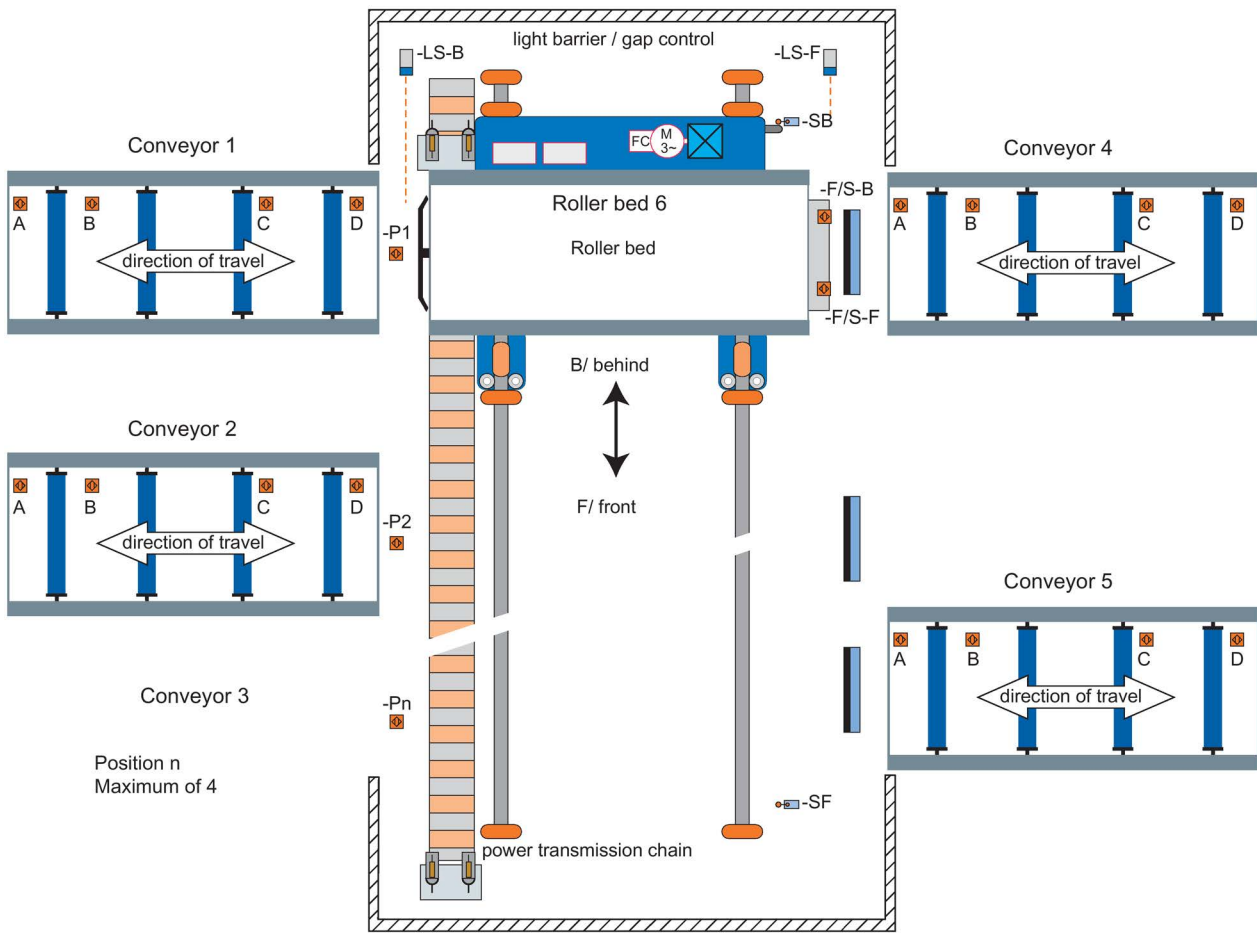 light barrier / gap control
-LS-B
-LS-F
-SB
FC
M
3~
Conveyor 1
A
B
C
D
direction of travel
-P1
Roller bed 6
Roller bed
-F/S-B
-F/S-F
Conveyor 4
A
B
C
D
direction of travel
B/ behind
F/ front
Conveyor 2
A
B
C
D
direction of travel
-P2
Conveyor 5
A
B
C
D
direction of travel
Conveyor 3
-Pn
Position n
Maximum of 4
-SF
power transmission chain